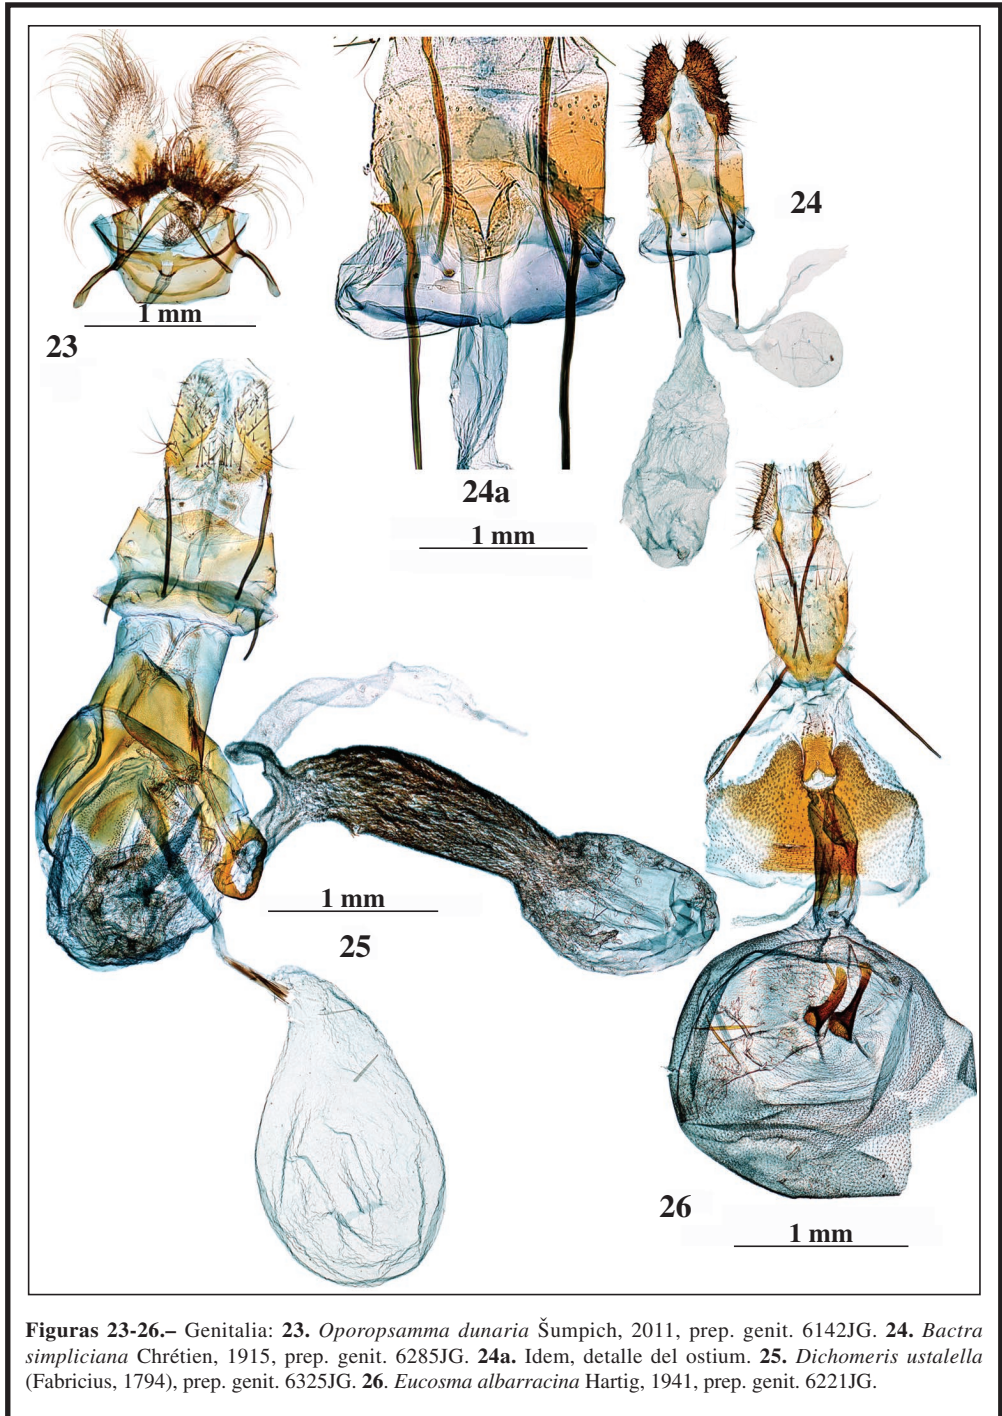 23
1 mm
24
24a
1 mm
25
1 mm
26
1 mm
Figuras 23-26.– Genitalia: 23. Oporopsamma dunaria Šumpich, 2011, prep. genit. 6142JG. 24. Bactra
simpliciana Chrétien, 1915, prep. genit. 6285JG. 24a. Idem, detalle del ostium. 25. Dichomeris ustalella
(Fabricius, 1794), prep. genit. 6325JG. 26. Eucosma albarracina Hartig, 1941, prep. genit. 6221JG.